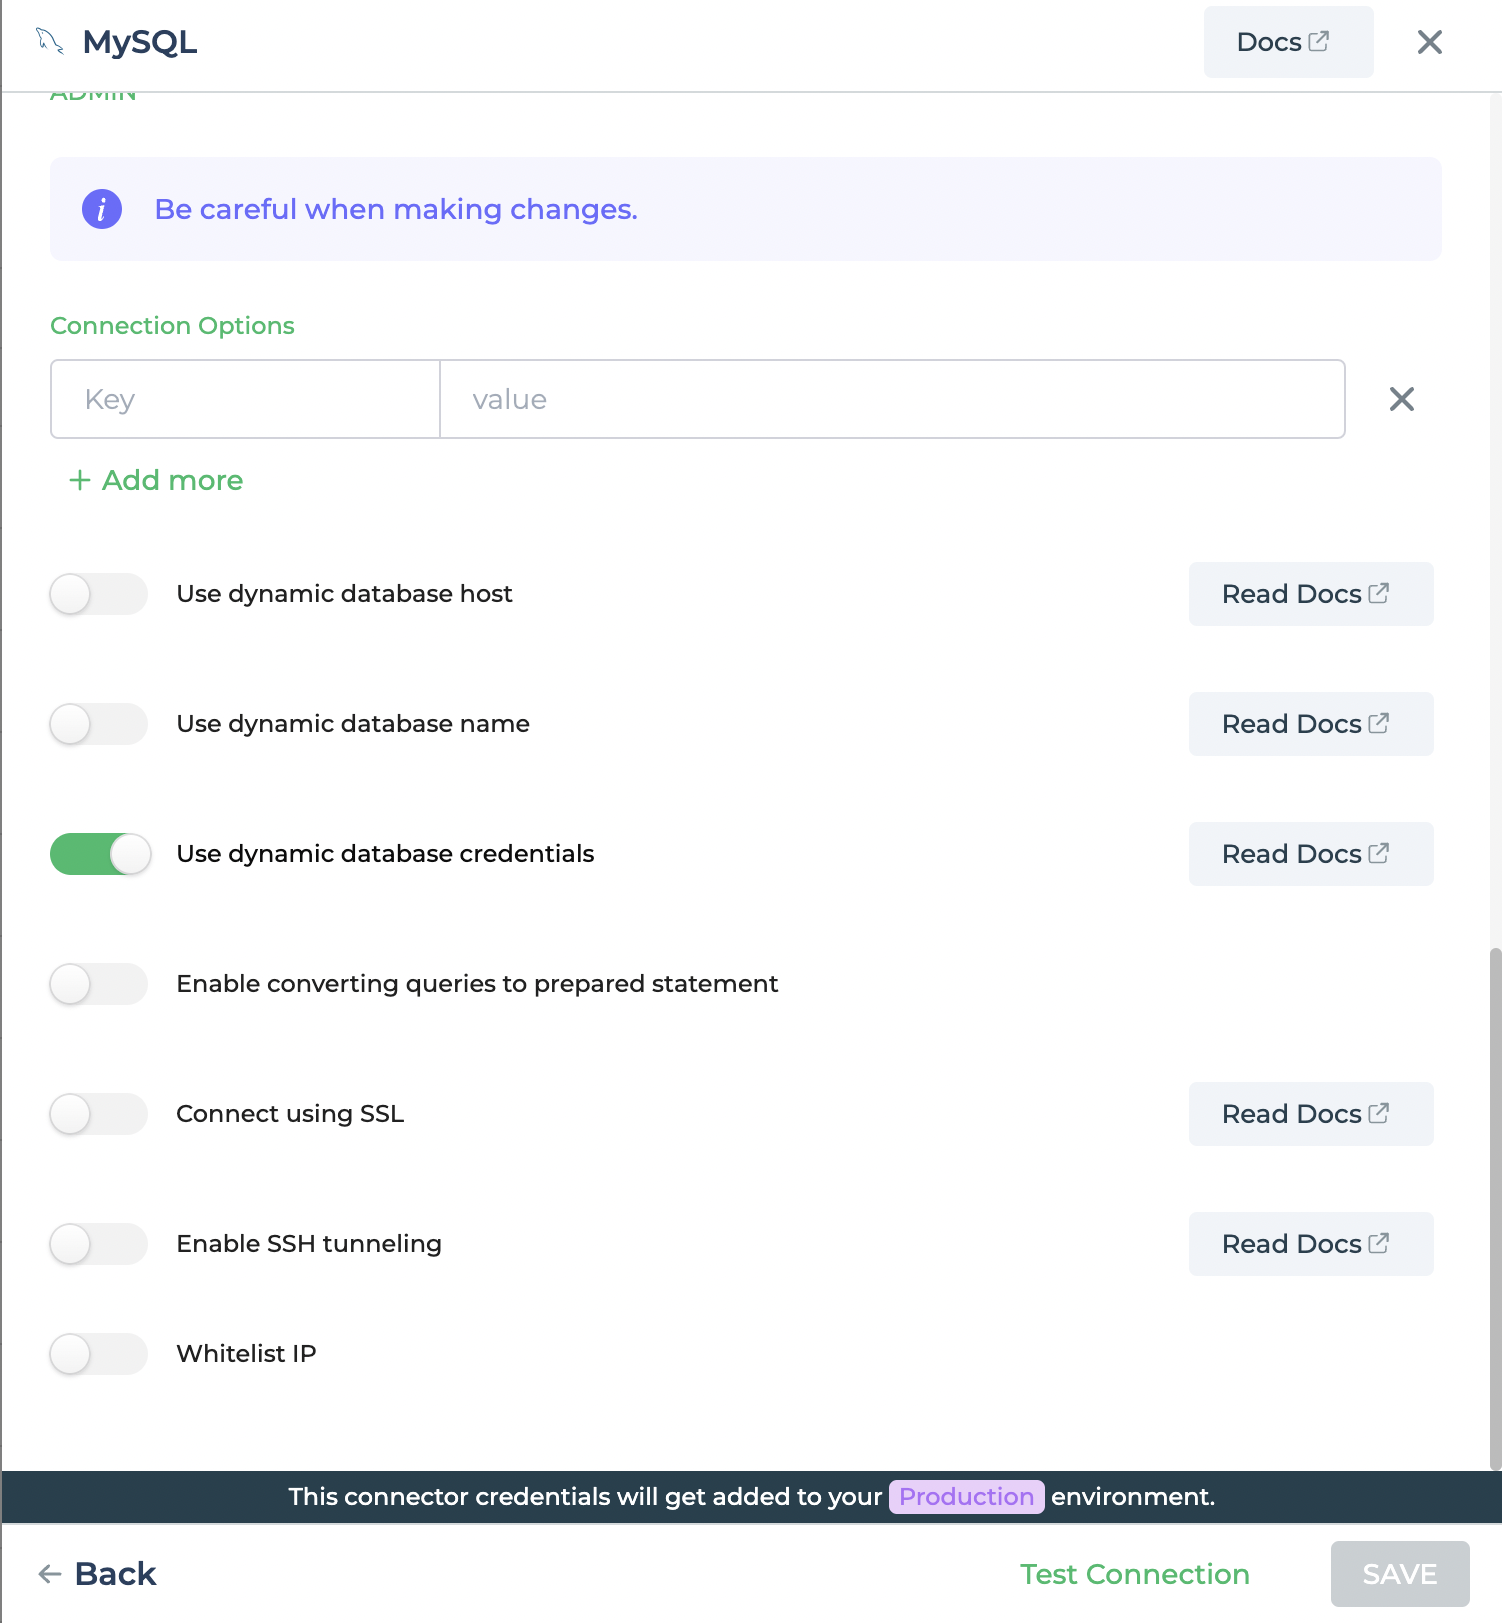 MySQL
Docs
ADMIN
Be careful when making changes.
Connection Options
Key
value
+ Add more
Use dynamic database host
Read Docs
Use dynamic database name
Read Docs
Use dynamic database credentials
Read Docs
Enable converting queries to prepared statement
Connect using SSL
Read Docs
Enable SSH tunneling
Read Docs
Whitelist IP
This connector credentials will get added to your Production environment.
← Back
Test Connection
SAVE